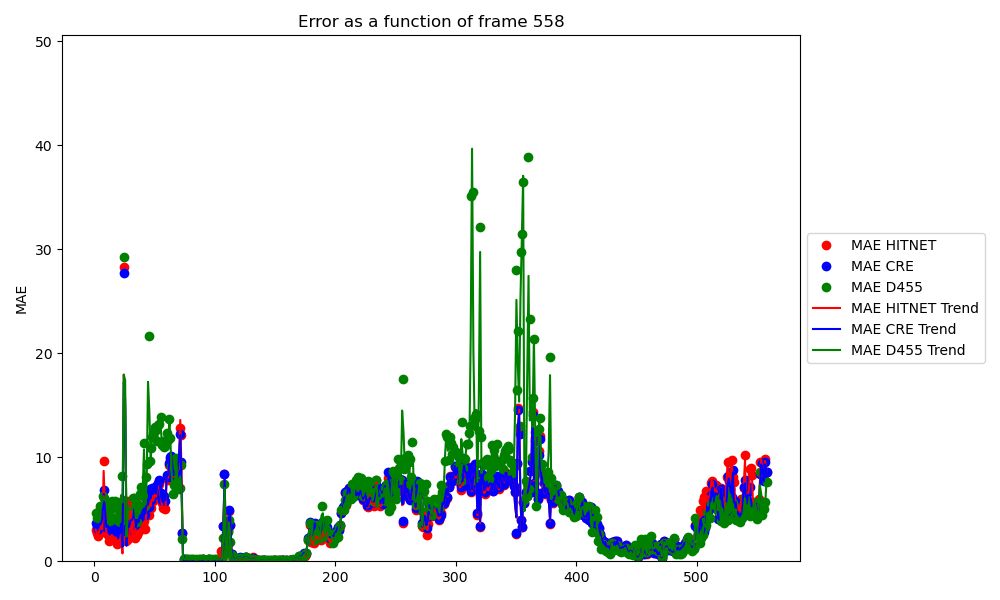 Error as a function of frame 558
MAE
50
40
30
20
10
0
0 100 200 300 400 500
MAE HITNET
MAE CRE
MAE D455
MAE HITNET Trend
MAE CRE Trend
MAE D455 Trend